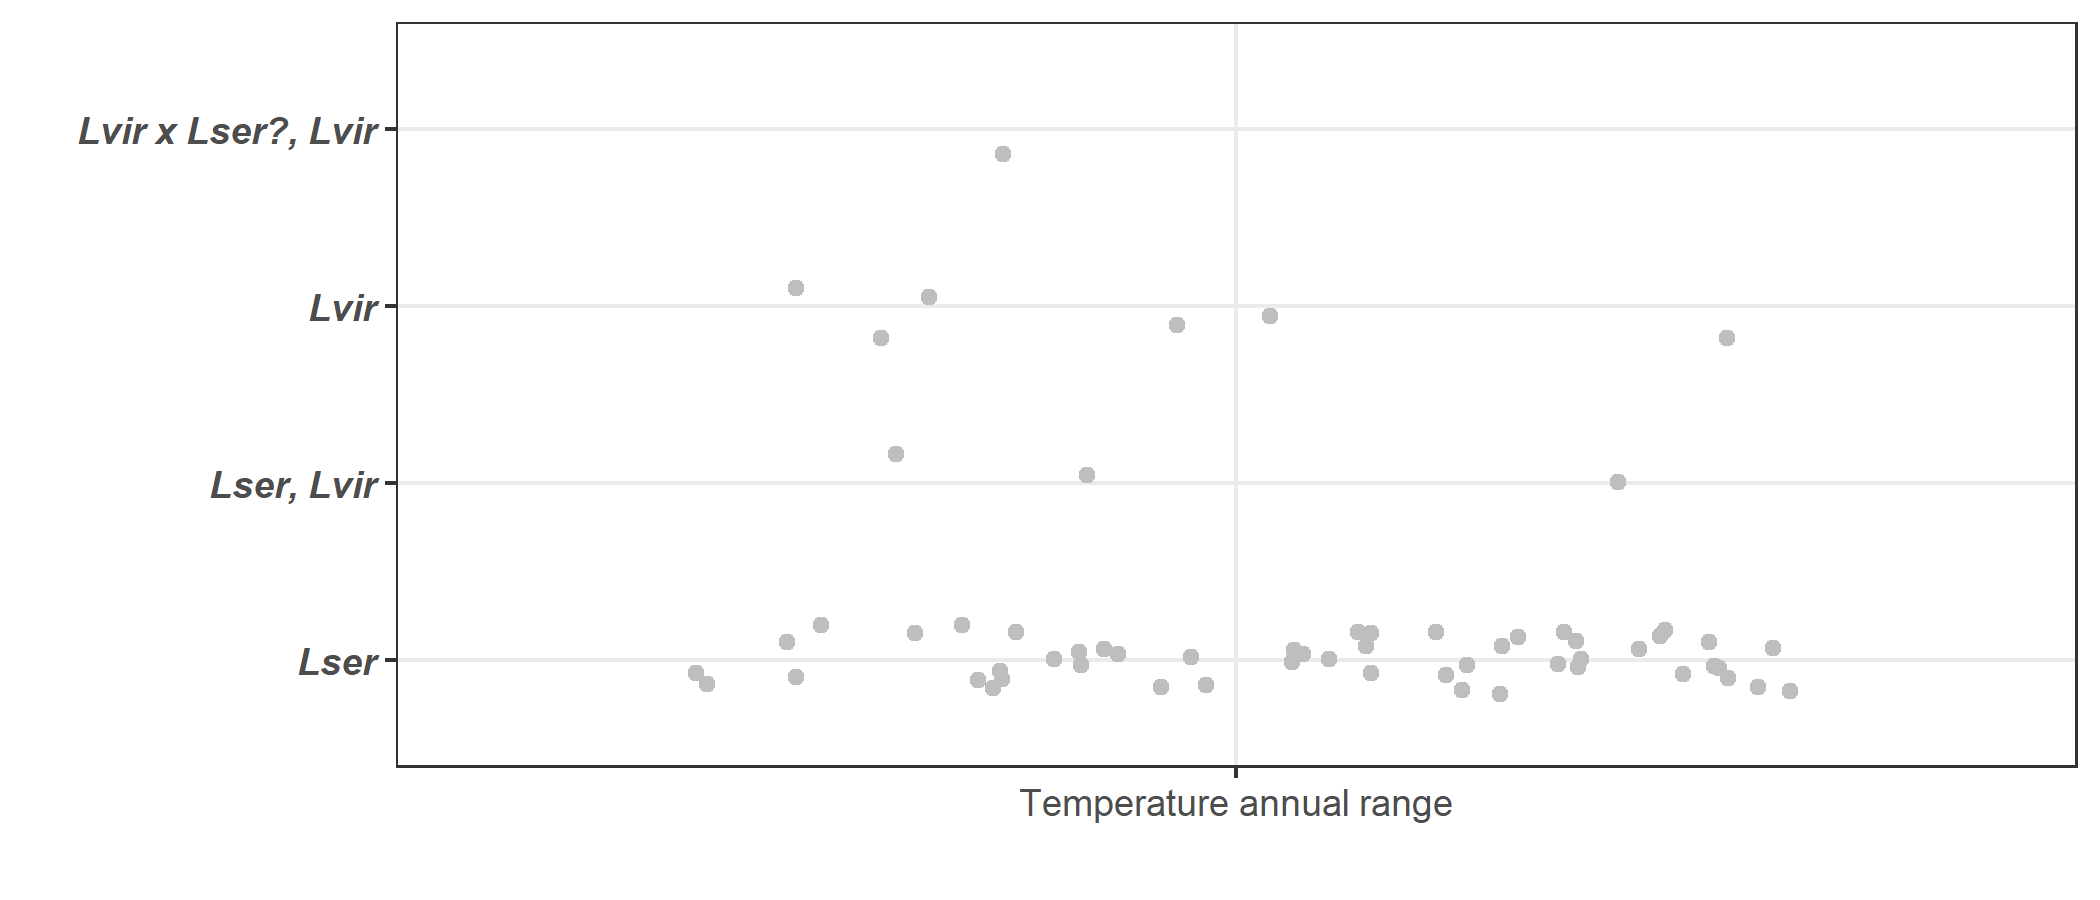 Lvir x Lser?, Lvir
Lvir
Lser, Lvir
Lser
Temperature annual range